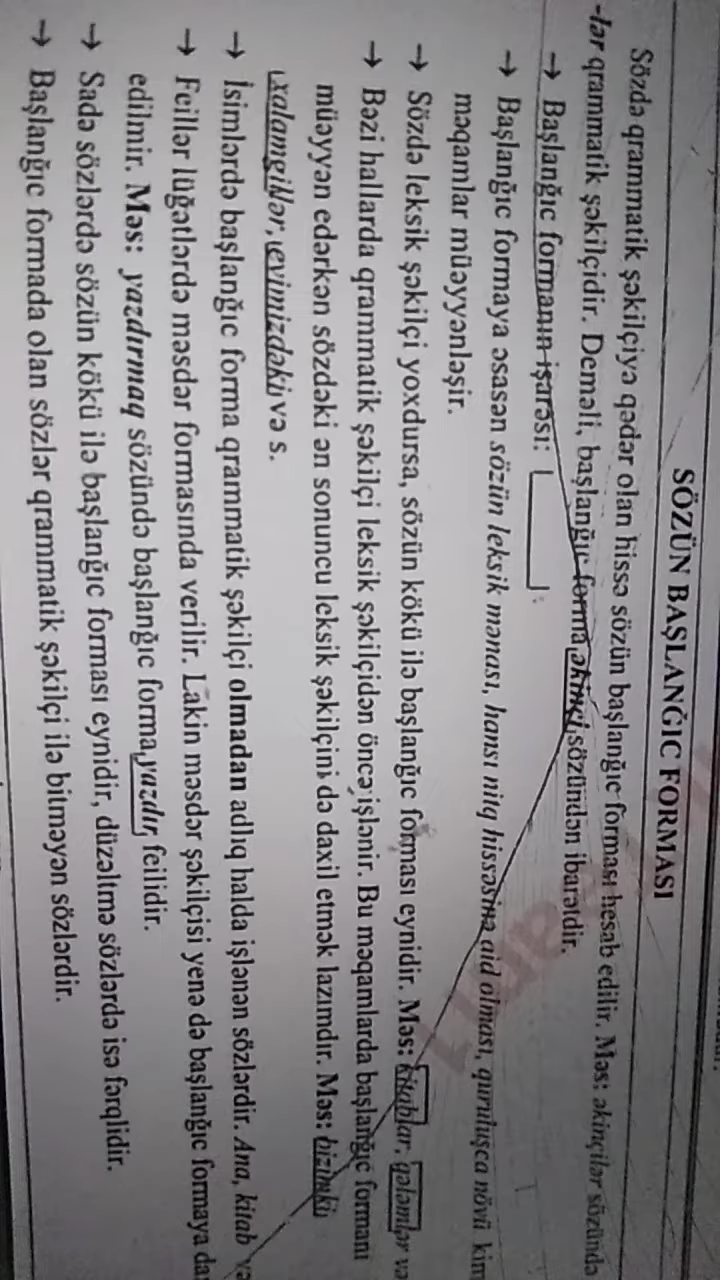 SÖZÜN BAŞLANĞIC FORMASI
Sözdə qrammatik şəkilçiyə qədər olan hissə sözün başlanğıc forması hesab edilir. Məs: əkinçilər sözündə
-lər qrammatik şəkilçidir. Deməli, başlanğıc forma əkinçi sözündən ibarətdir.
→ Başlanğıc formanın işarəsı:
→ Başlanğıc formaya əsasən sözün leksik mənası, hansı nitq hissəsinə aid olması, quruluşca növü kim
məqamlar müəyyənləşir.
→ Sözdə leksik şəkilçi yoxdursa, sözün kökü ilə başlanğıc forması eynidir. Məs: kitablar, qələmlər və
→ Bəzi hallarda qrammatik şəkilçi leksik şəkilçidən öncə işlənir. Bu məqamlarda başlanğıc formanı
müəyyən edərkən sözdəki ən sonuncu leksik şəkilçini də daxil etmək lazımdır. Məs: bizimki
xalamgillər, evimizdəki və s.
→ İsimlərdə başlanğıc forma qrammatik şəkilçi olmadan adlıq halda işlənən sözlərdir. Ana, kitab və
→ Feillər lüğətlərdə məsdər formasında verilir. Lakin məsdər şəkilçisi yenə də başlanğıc formaya da
edilmir. Məs: yazdırmaq sözündə başlanğıc forma yazdır feilidir.
→ Sadə sözlərdə sözün kökü ilə başlanğıc forması eynidir, düzəltmə sözlərdə isə fərqlidir.
→ Başlanğıc formada olan sözlər qrammatik şəkilçi ilə bitməyən sözlərdir.